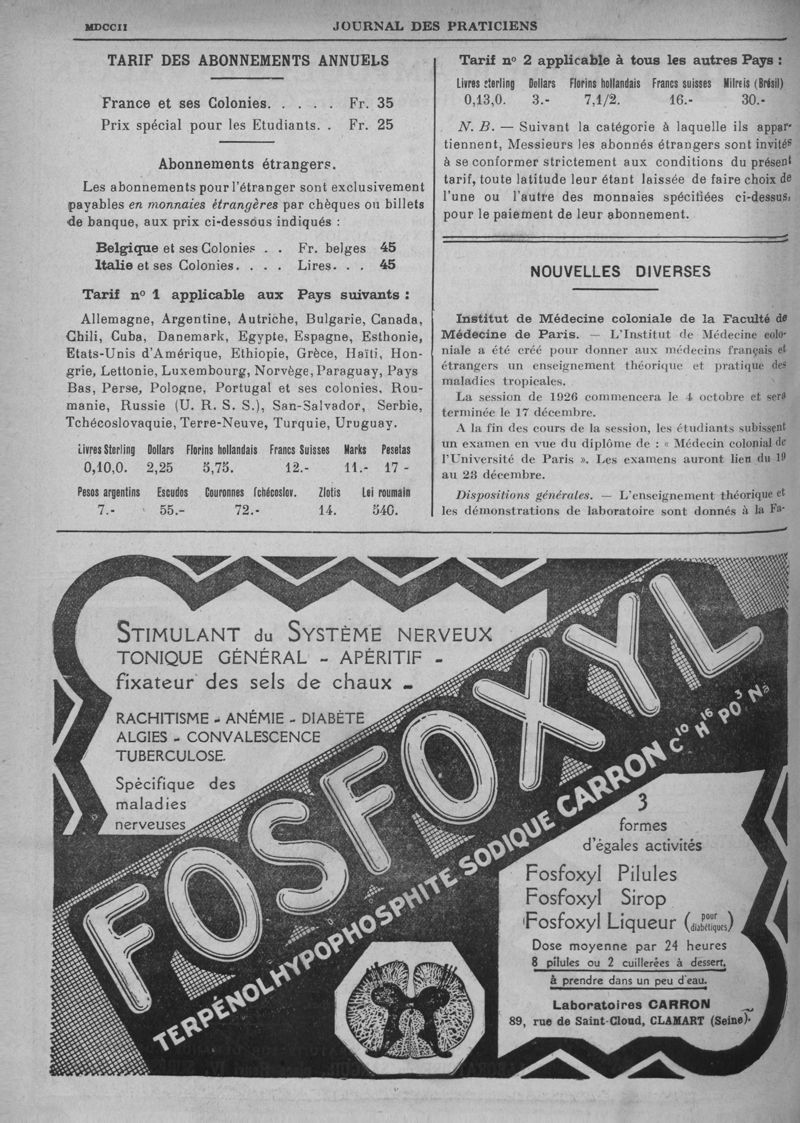 MDCCII
JOURNAL DES PRATICIENS
TARIF DES ABONNEMENTS ANNUELS
France et ses Colonies. . . . . Fr. 35
Prix spécial pour les Etudiants. . Fr. 25
Abonnements étrangers.
Les abonnements pour l'étranger sont exclusivement
payables en monnaies étrangères par chèques ou billets
de banque, aux prix ci-dessous indiqués :
Belgique et ses Colonies . . Fr. belges 45
Italie et ses Colonies. . . . Lires. . . 45
Tarif nº 1 applicable aux Pays suivants :
Allemagne, Argentine, Autriche, Bulgarie, Canada,
Chili, Cuba, Danemark, Egypte, Espagne, Esthonie,
Etats-Unis d'Amérique, Ethiopie, Grèce, Haïti, Hon-
grie, Lettonie, Luxembourg, Norvège, Paraguay, Pays
Bas, Perse, Pologne, Portugal et ses colonies, Rou-
manie, Russie (U. R. S. S.), San-Salvador, Serbie,
Tchécoslovaquie, Terre-Neuve, Turquie, Uruguay.
Livres Sterling Dollars Florins hollandais Francs Suisses Marks Pesetas
0,10,0. 2,25 5,75. 12.- 11.- 17 -
Pesos argentins Escudos Couronnes Tchécoslov. Zlotis Lei roumain
7.- 55.- 72.- 14. 540.
Tarif nº 2 applicable à tous les autres Pays :
Livres sterling Dollars Florins hollandais Francs suisses Milreis (Brésil)
0,13,0. 3.- 7,1/2. 16.- 30.-
N. B. — Suivant la catégorie à laquelle ils appar-
tiennent, Messieurs les abonnés étrangers sont invités
à se conformer strictement aux conditions du présent
tarif, toute latitude leur étant laissée de faire choix de
l'une ou l'autre des monnaies spécifiées ci-dessus,
pour le paiement de leur abonnement.
NOUVELLES DIVERSES
Institut de Médecine coloniale de la Faculté de
Médecine de Paris. — L'Institut de Médecine colo-
niale a été créé pour donner aux médecins français et
étrangers un enseignement théorique et pratique des
maladies tropicales.
La session de 1926 commencera le 4 octobre et sera
terminée le 17 décembre.
A la fin des cours de la session, les étudiants subissent
un examen en vue du diplôme de : « Médecin colonial de
l'Université de Paris ». Les examens auront lieu du 19
au 23 décembre.
Dispositions générales. — L'enseignement théorique et
les démonstrations de laboratoire sont donnés à la Fa-
STIMULANT du SYSTÈME NERVEUX
TONIQUE GÉNÉRAL - APÉRITIF -
fixateur des sels de chaux -
RACHITISME - ANÉMIE - DIABÈTE
ALGIES - CONVALESCENCE
TUBERCULOSE.
Spécifique des
maladies
nerveuses
FOSFOXYL
TERPÉNOLHYPOPHOSPHITE SODIQUE CARRON C10 H16 PO3 Na
3
formes
d'égales activités
Fosfoxyl Pilules
Fosfoxyl Sirop
Fosfoxyl Liqueur (pour diabétiques)
Dose moyenne par 24 heures
8 pilules ou 2 cuillerées à dessert,
à prendre dans un peu d'eau.
Laboratoires CARRON
89, rue de Saint-Cloud, CLAMART (Seine).